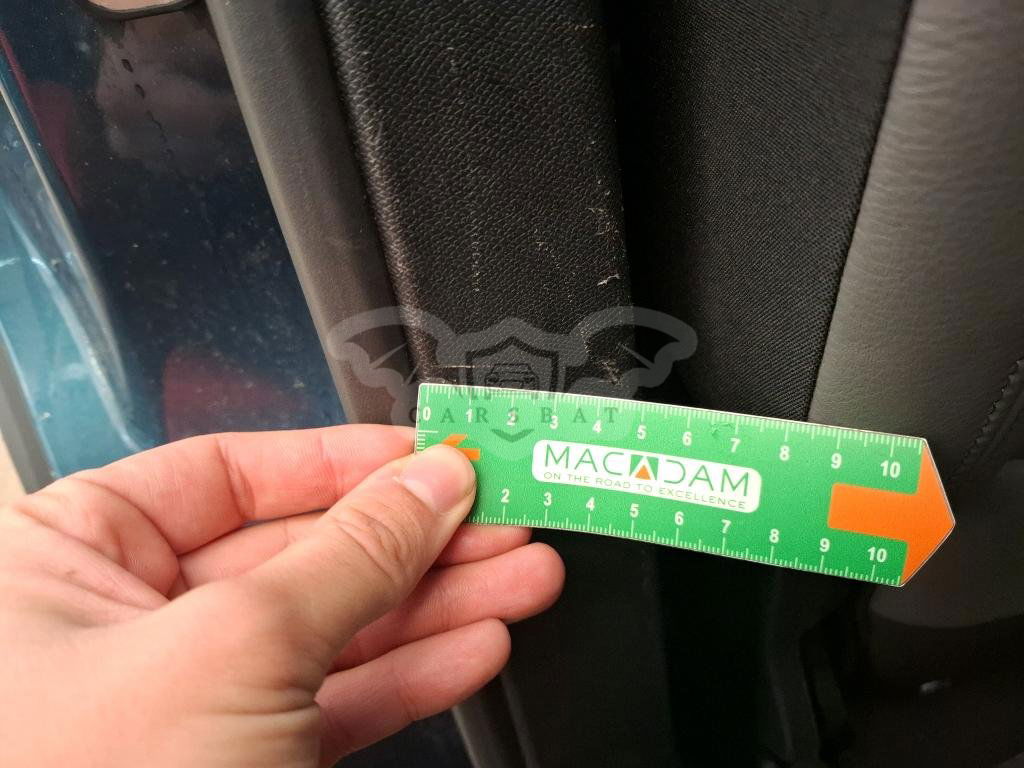 CARSBAT
0 1 2 3 4 5 6 7 8 9 10
MACADAM
ON THE ROAD TO EXCELLENCE
2 3 4 5 6 7 8 9 10